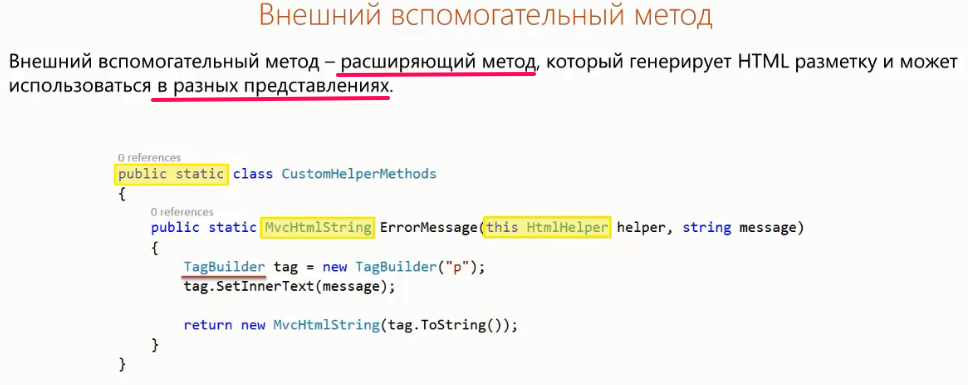 Внешний вспомогательный метод
Внешний вспомогательный метод – расширяющий метод, который генерирует HTML разметку и может
использоваться в разных представлениях.
0 references
public static class CustomHelperMethods
{
0 references
public static MvcHtmlString ErrorMessage(this HtmlHelper helper, string message)
{
TagBuilder tag = new TagBuilder("p");
tag.SetInnerText(message);
return new MvcHtmlString(tag.ToString());
}
}